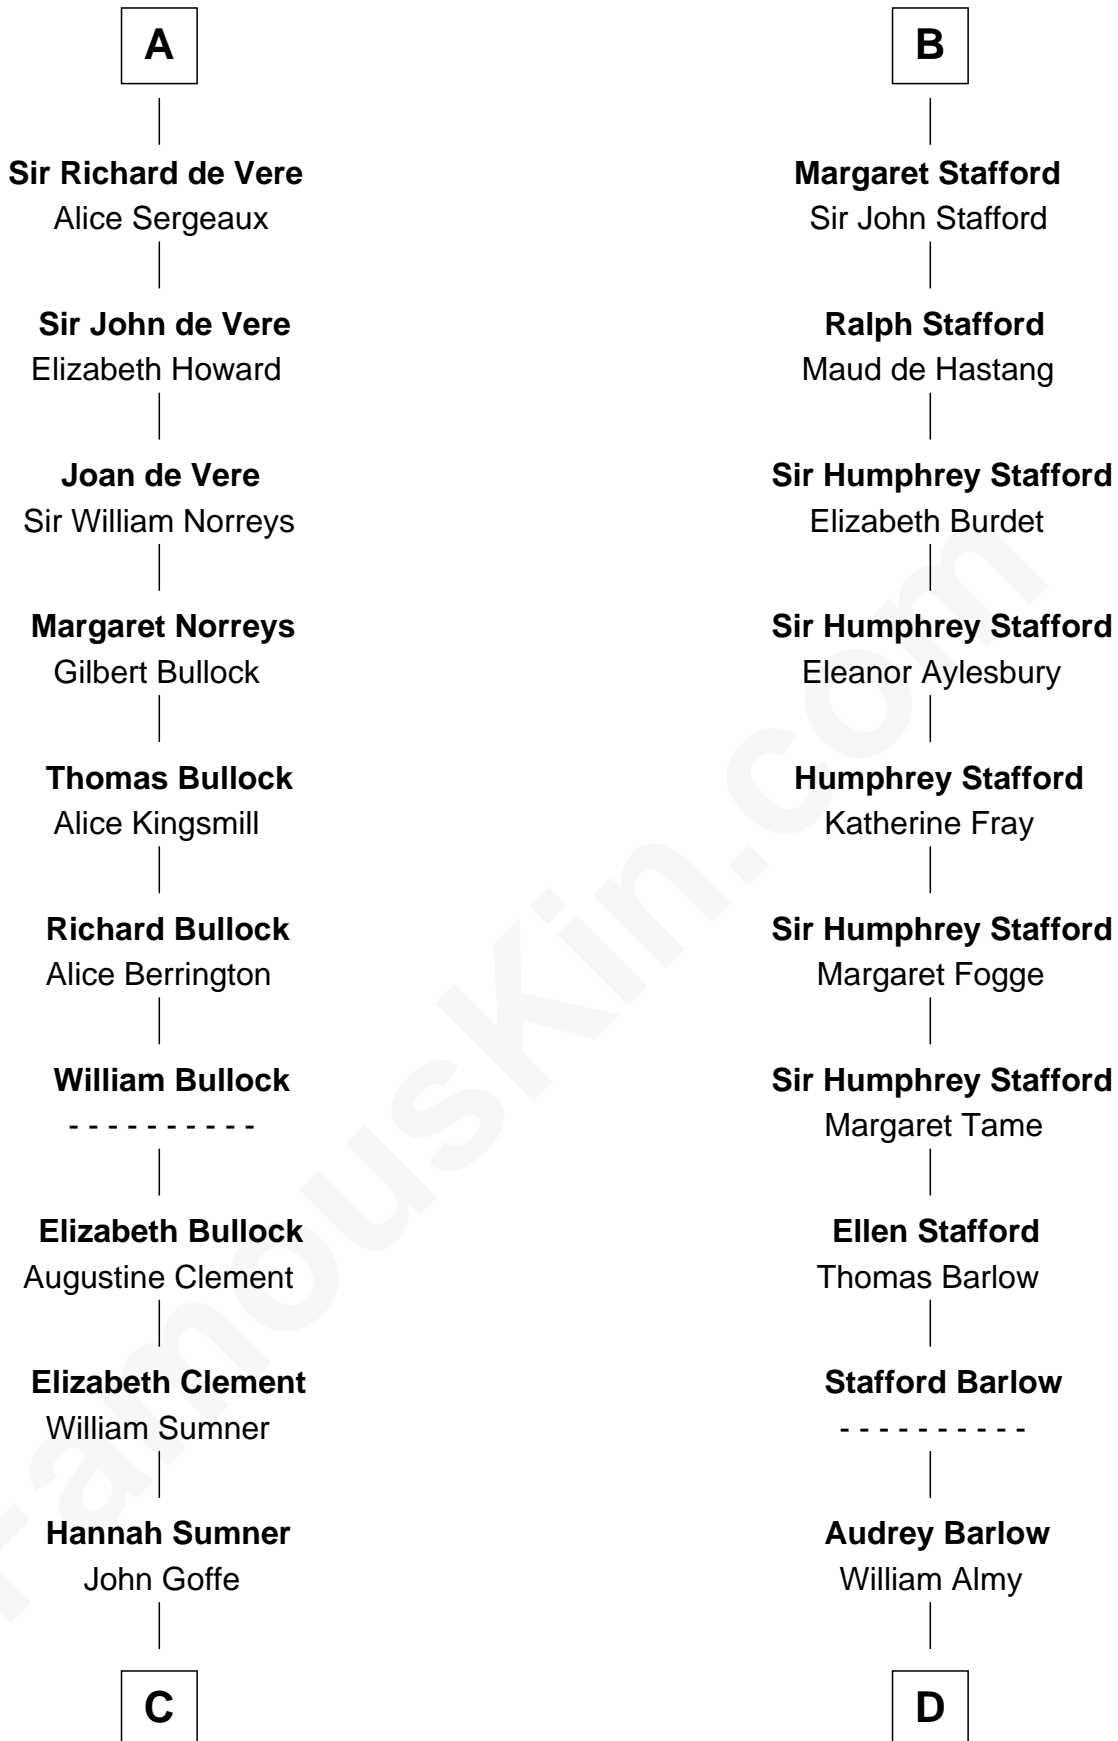 A
Sir Richard de Vere
Alice Sergeaux
Sir John de Vere
Elizabeth Howard
Joan de Vere
Sir William Norreys
Margaret Norreys
Gilbert Bullock
Thomas Bullock
Alice Kingsmill
Richard Bullock
Alice Berrington
William Bullock
- - - - - - - - - -
Elizabeth Bullock
Augustine Clement
Elizabeth Clement
William Sumner
Hannah Sumner
John Goffe
C
B
Margaret Stafford
Sir John Stafford
Ralph Stafford
Maud de Hastang
Sir Humphrey Stafford
Elizabeth Burdet
Sir Humphrey Stafford
Eleanor Aylesbury
Humphrey Stafford
Katherine Fray
Sir Humphrey Stafford
Margaret Fogge
Sir Humphrey Stafford
Margaret Tame
Ellen Stafford
Thomas Barlow
Stafford Barlow
- - - - - - - - - -
Audrey Barlow
William Almy
D
FamousKin.com